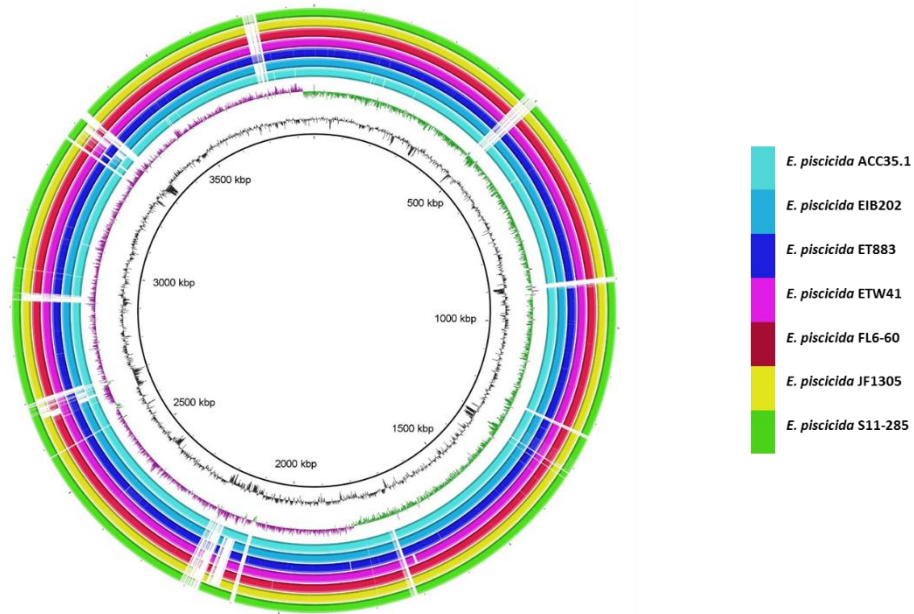 500 kbp
1000 kbp
1500 kbp
2000 kbp
2500 kbp
3000 kbp
3500 kbp
E. piscicida ACC35.1
E. piscicida EIB202
E. piscicida ET883
E. piscicida ETW41
E. piscicida FL6-60
E. piscicida JF1305
E. piscicida S11-285